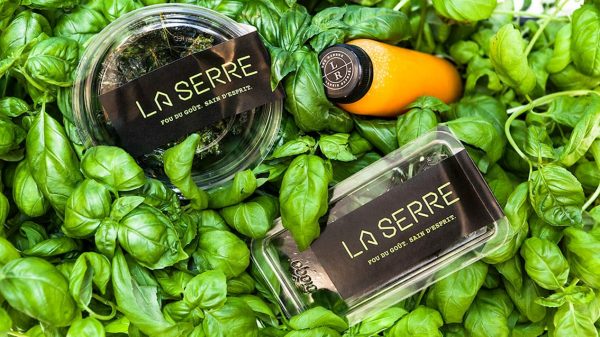 LA SERRE
FOU DU GOÛT. SAIN D'ESPRIT.
LR
LA SERRE
FOU DU GOÛT. SAIN D'ESPRIT.